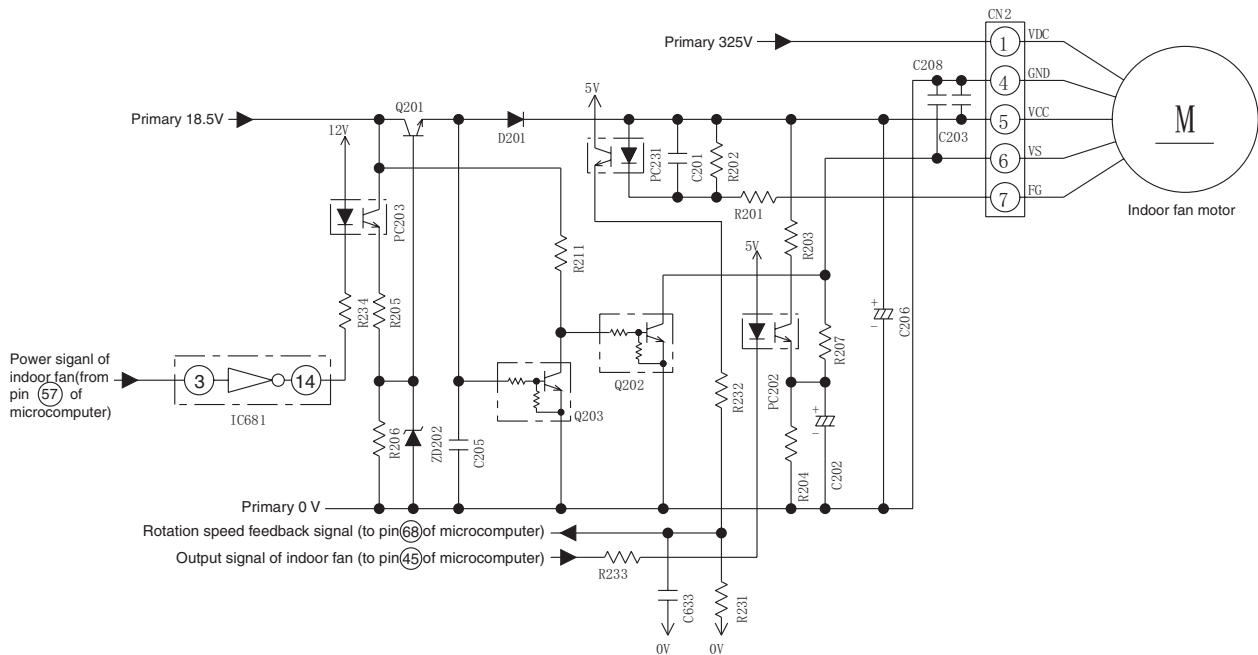 CN2
Primary 325V
1
VDC
C208
4
GND
5V
Q201
Primary 18.5V
5
VCC
12V
D201
C203
M
PC231
C201
R202
6
VS
R201
7
FG
Indoor fan motor
PC203
R211
R203
5V
R234
R205
C206
R207
Power siganl of
indoor fan(from
pin 57 of
microcomputer)
3
14
IC681
Q202
PC202
R232
Q203
R206
ZD202
C205
R204
C202
Primary 0 V
Rotation speed feedback signal (to pin 68 of microcomputer)
Output signal of indoor fan (to pin 45 of microcomputer)
R233
C633
R231
0V
0V
+
-
+
-